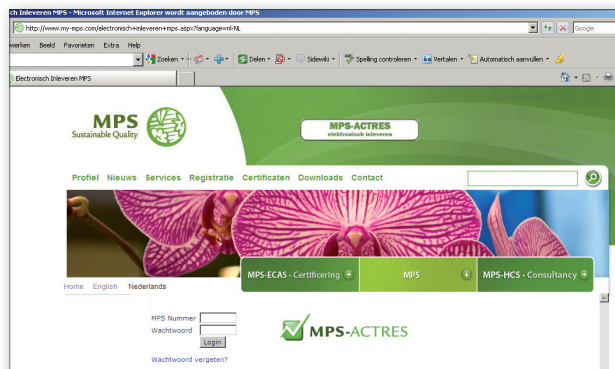 ch Inleveren MPS - Microsoft Internet Explorer wordt aangeboden door MPS
http://www.my-mps.com/electronisch+inleveren+mps.aspx?language=nl-NL
Google
werken Beeld Favorieten Extra Help
Zoeken Delen Sidewiki Spelling controleren Vertalen Automatisch aanvullen
Electronisch Inleveren MPS
MPS
Sustainable Quality
MPS-ACTRES
elektronisch inleveren
Profiel Nieuws Services Registratie Certificaten Downloads Contact
MPS-ECAS - Certificering MPS MPS-HCS - Consultancy
Home English Nederlands
MPS Nummer
Wachtwoord
Login
Wachtwoord vergeten?
MPS-ACTRES